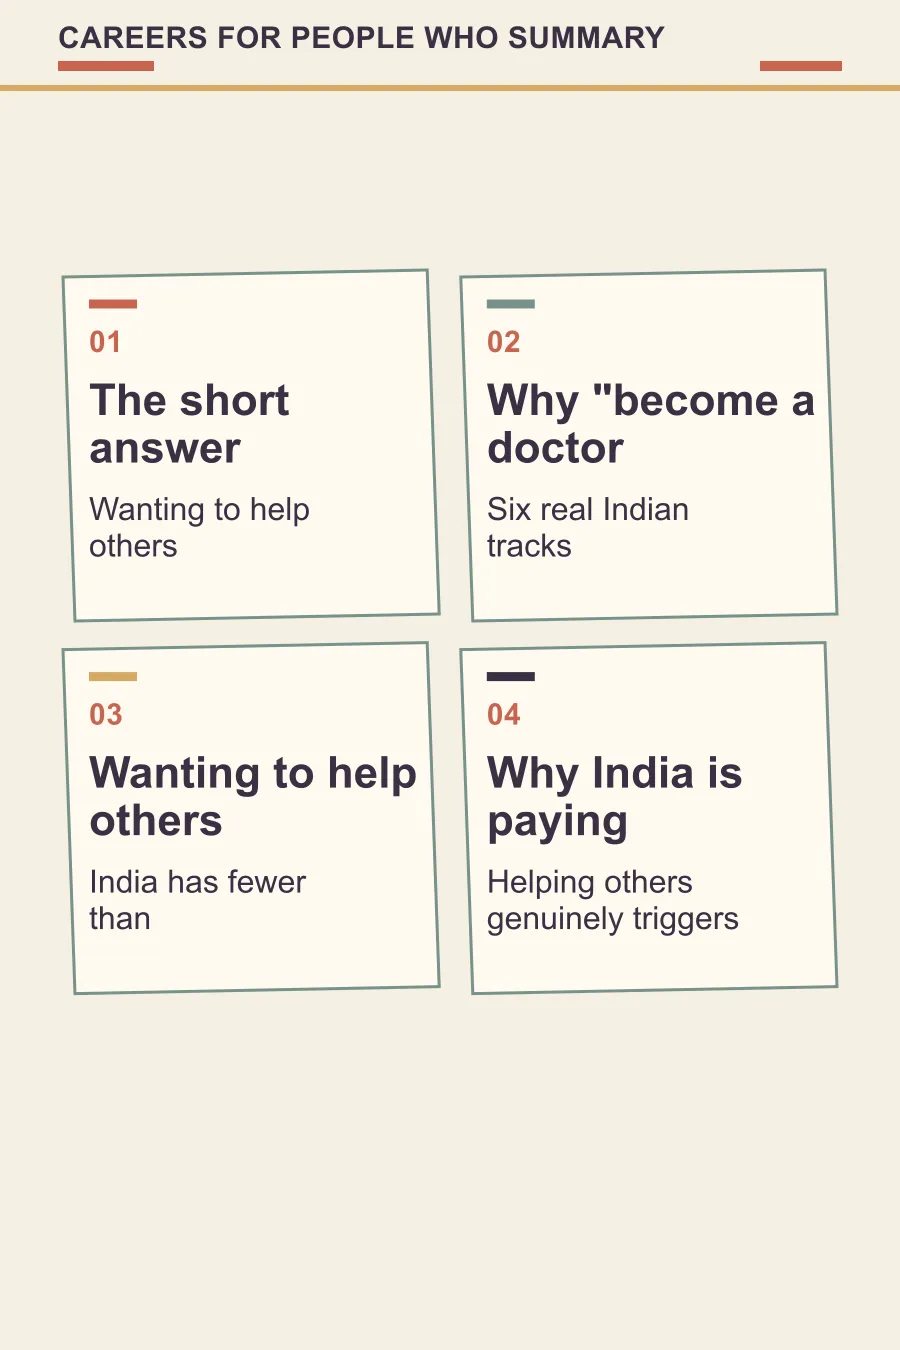 CAREERS FOR PEOPLE WHO SUMMARY
01
The short
answer
Wanting to help
others
02
Why "become a
doctor
Six real Indian
tracks
03
Wanting to help
others
India has fewer
than
04
Why India is
paying
Helping others
genuinely triggers